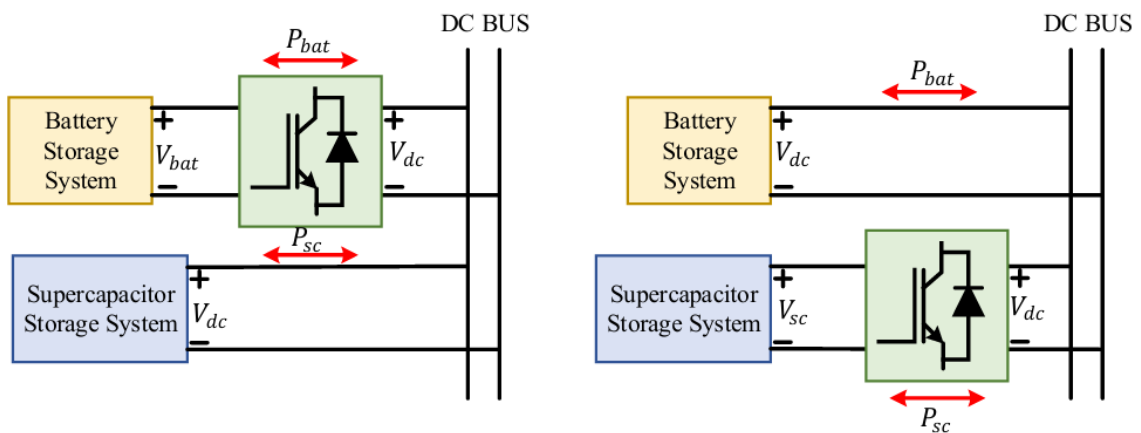 DC BUS
P_bat
Battery
Storage
System
+
V_bat
−
+
V_dc
−
P_sc
Supercapacitor
Storage System
+
V_dc
−
DC BUS
P_bat
Battery
Storage
System
+
V_dc
−
Supercapacitor
Storage System
+
V_sc
−
+
V_dc
−
P_sc